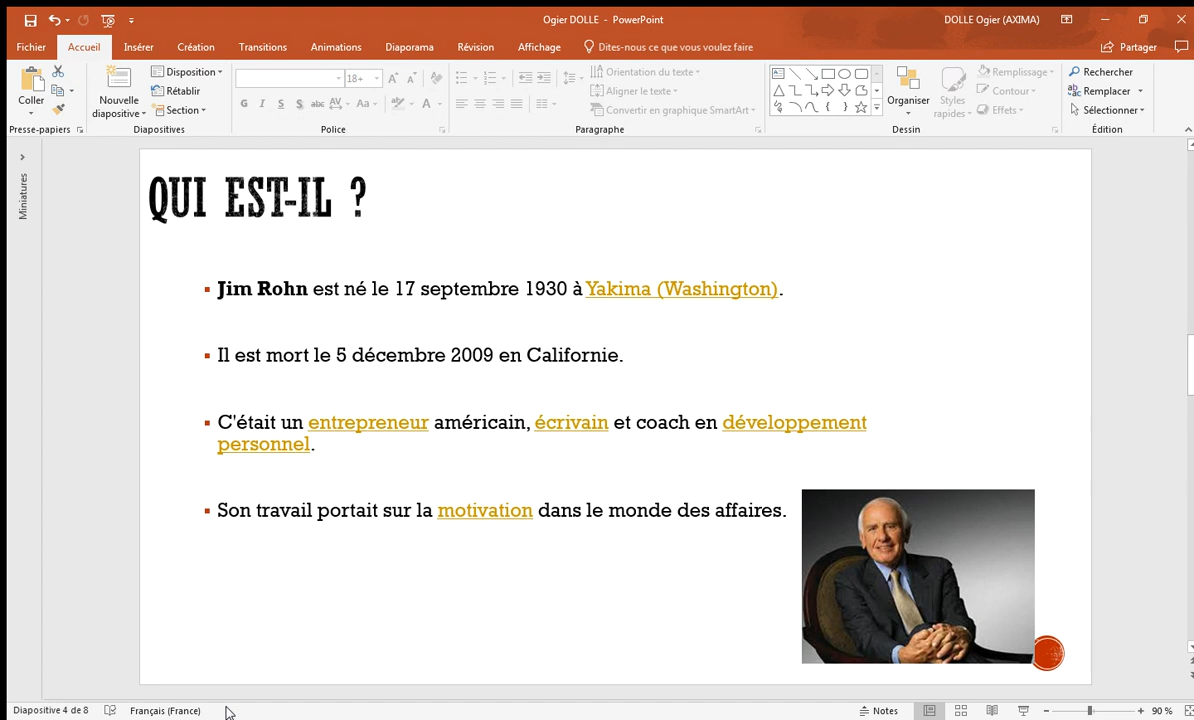 Ogier DOLLE - PowerPoint
DOLLE Ogier (AXIMA)
Fichier Accueil Insérer Création Transitions Animations Diaporama Révision Affichage Dites-nous ce que vous voulez faire Partager
Coller
Presse-papiers
Nouvelle diapositive
Disposition
Rétablir
Section
Diapositives
18+
G I S S abc AV Aa A
Police
Orientation du texte
Aligner le texte
Convertir en graphique SmartArt
Paragraphe
Organiser
Styles rapides
Remplissage
Contour
Effets
Dessin
Rechercher
Remplacer
Sélectionner
Édition
Miniatures
QUI EST-IL ?
Jim Rohn est né le 17 septembre 1930 à Yakima (Washington).
Il est mort le 5 décembre 2009 en Californie.
C'était un entrepreneur américain, écrivain et coach en développement
personnel.
Son travail portait sur la motivation dans le monde des affaires.
Diapositive 4 de 8 Français (France) Notes 90 %